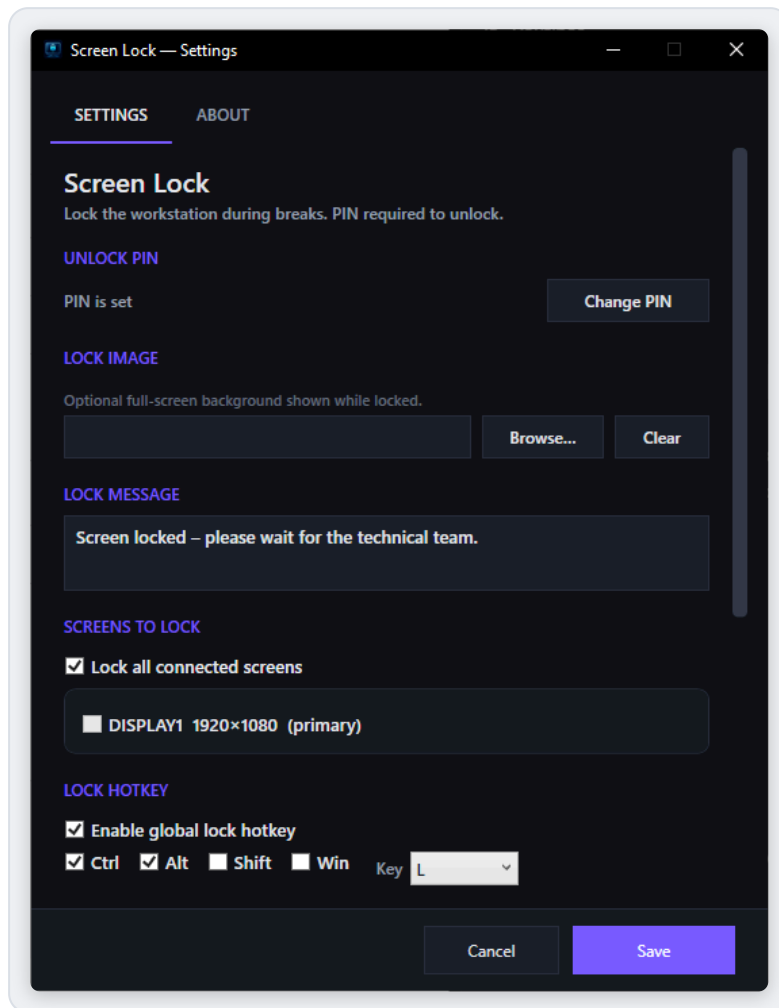 Screen Lock — Settings
SETTINGS ABOUT
Screen Lock
Lock the workstation during breaks. PIN required to unlock.
UNLOCK PIN
PIN is set Change PIN
LOCK IMAGE
Optional full-screen background shown while locked.
Browse... Clear
LOCK MESSAGE
Screen locked – please wait for the technical team.
SCREENS TO LOCK
Lock all connected screens
DISPLAY1 1920×1080 (primary)
LOCK HOTKEY
Enable global lock hotkey
Ctrl Alt Shift Win Key L
Cancel Save